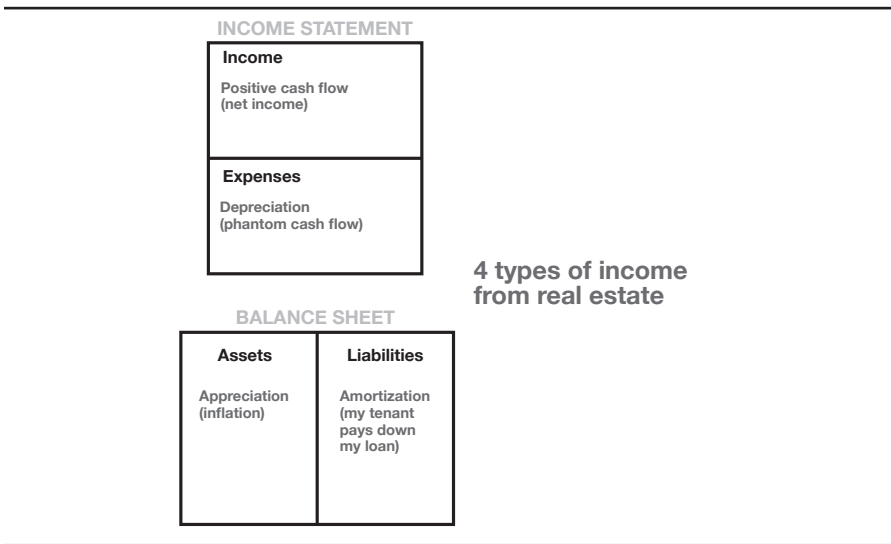 INCOME STATEMENT
Income
Positive cash flow
(net income)
Expenses
Depreciation
(phantom cash flow)
4 types of income
from real estate
BALANCE SHEET
Assets
Appreciation
(inflation)
Liabilities
Amortization
(my tenant
pays down
my loan)